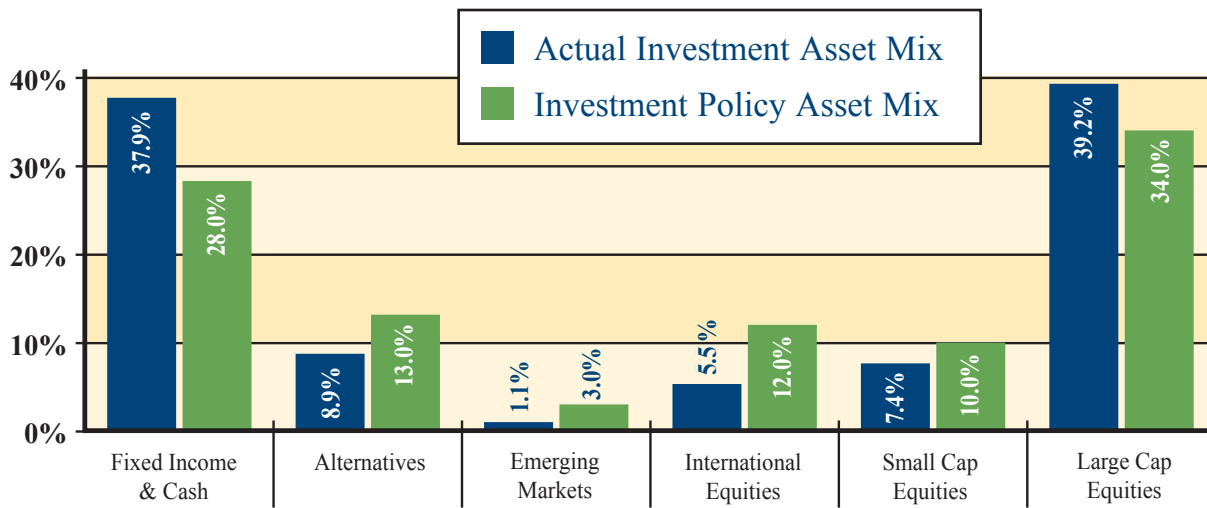 Actual Investment Asset Mix
Investment Policy Asset Mix
40%
30%
20%
10%
0%
37.9%
28.0%
8.9%
13.0%
1.1%
3.0%
5.5%
12.0%
7.4%
10.0%
39.2%
34.0%
Fixed Income
& Cash
Alternatives
Emerging
Markets
International
Equities
Small Cap
Equities
Large Cap
Equities